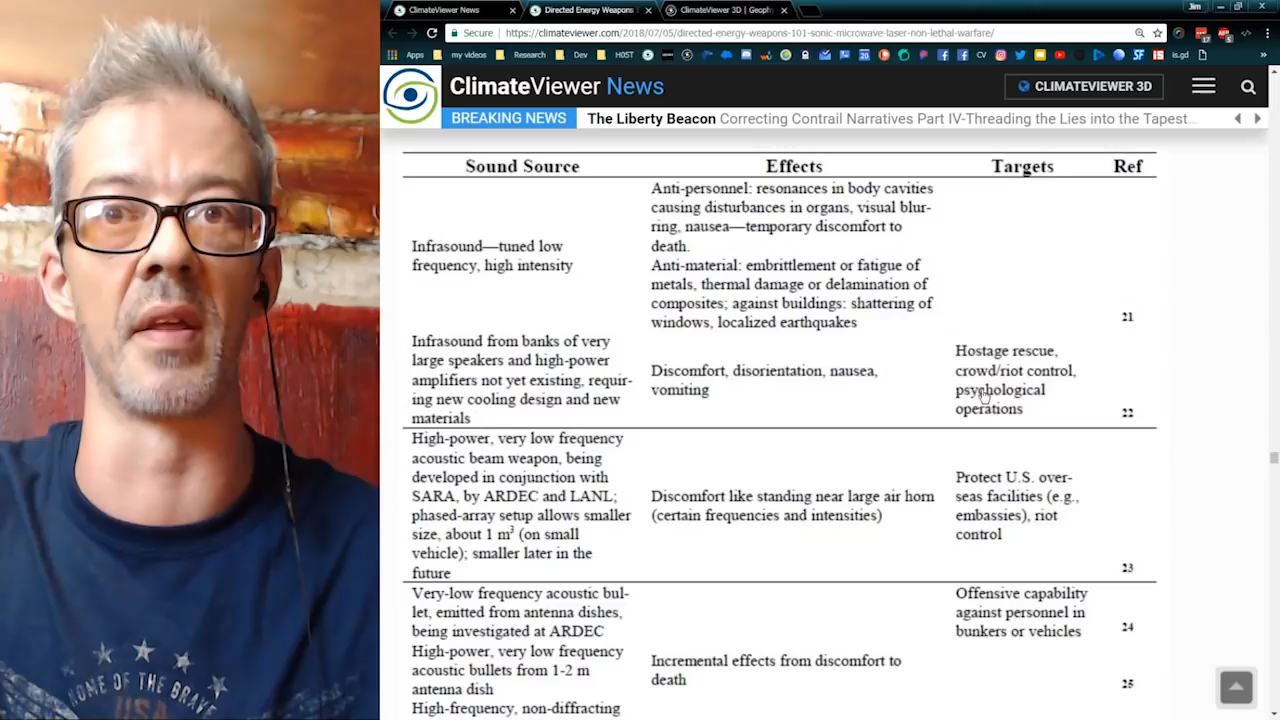 ClimateViewer News
Directed Energy Weapons
ClimateViewer 3D | Geoph
Jim
Secure
https://climateviewer.com/2018/07/05/directed-energy-weapons-101-sonic-microwave-laser-non-lethal-warfare/
Apps
my videos
Research
Dev
H0ST
CV
is.gd
ClimateViewer News
CLIMATEVIEWER 3D
BREAKING NEWS
The Liberty Beacon Correcting Contrail Narratives Part IV-Threading the Lies into the Tapest...
Sound Source
Effects
Targets
Ref
Infrasound—tuned low
frequency, high intensity
Anti-personnel: resonances in body cavities
causing disturbances in organs, visual blur-
ring, nausea—temporary discomfort to
death.
Anti-material: embrittlement or fatigue of
metals, thermal damage or delamination of
composites; against buildings: shattering of
windows, localized earthquakes
21
Infrasound from banks of very
large speakers and high-power
amplifiers not yet existing, requir-
ing new cooling design and new
materials
Discomfort, disorientation, nausea,
vomiting
Hostage rescue,
crowd/riot control,
psychological
operations
22
High-power, very low frequency
acoustic beam weapon, being
developed in conjunction with
SARA, by ARDEC and LANL;
phased-array setup allows smaller
size, about 1 m³ (on small
vehicle); smaller later in the
future
Discomfort like standing near large air horn
(certain frequencies and intensities)
Protect U.S. over-
seas facilities (e.g.,
embassies), riot
control
23
Very-low frequency acoustic bul-
let, emitted from antenna dishes,
being investigated at ARDEC
Offensive capability
against personnel in
bunkers or vehicles
24
High-power, very low frequency
acoustic bullets from 1-2 m
antenna dish
Incremental effects from discomfort to
death
25
High-frequency, non-diffracting
HOME OF THE BRAVE
USA